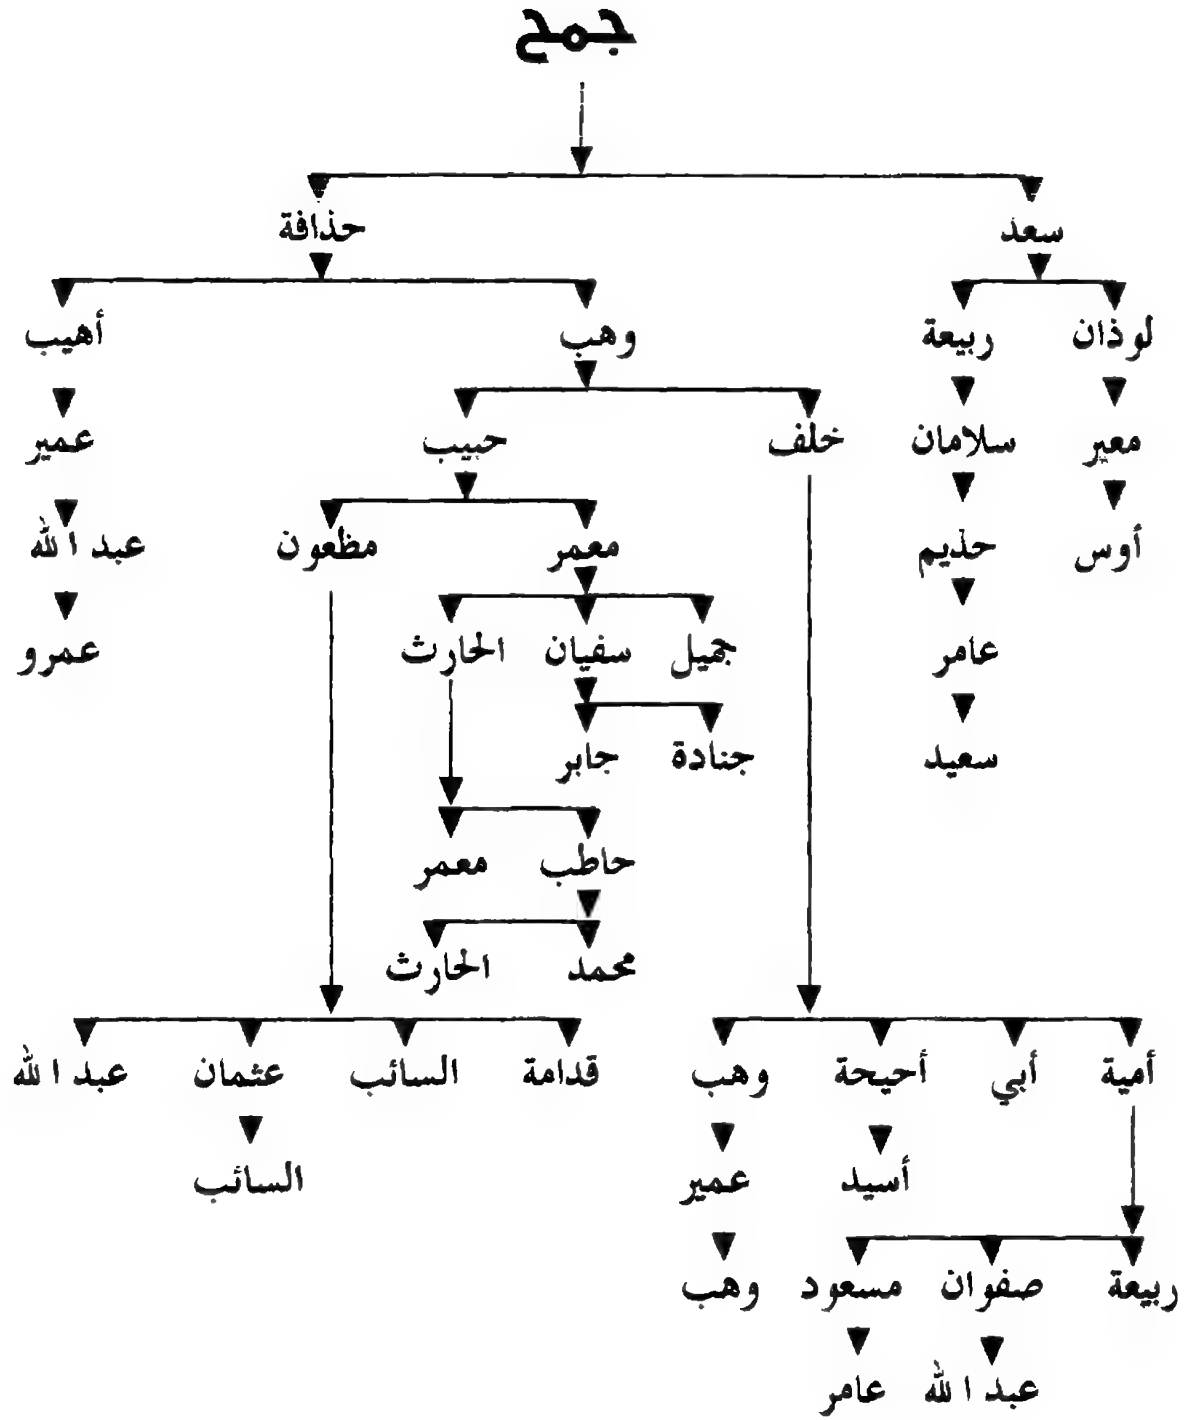 جمح
سعد حذافة
لوذان ربيعة وهب أهيب
معير سلامان خلف حبيب عمير
أوس حذيم معمر مظعون عبد الله
عامر جميل سفيان الحارث عمرو
سعيد جنادة جابر
حاطب معمر
محمد الحارث
أمية أبي أحيحة وهب قدامة السائب عثمان عبد الله
أسيد عمير السائب
ربيعة صفوان مسعود وهب
عبد الله عامر